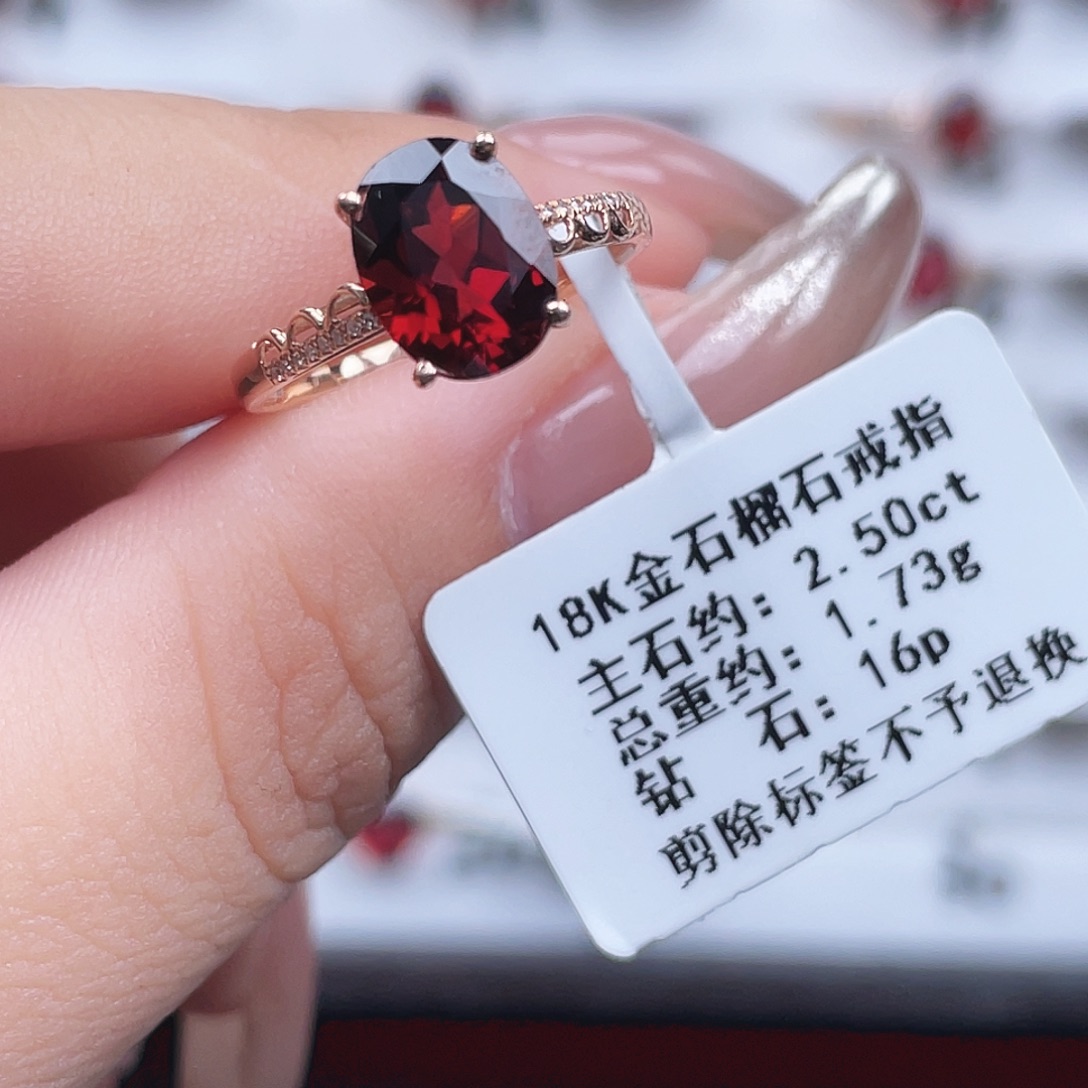 18K金石榴石戒指
主石约: 2.50ct
总重约: 1.73g
钻 石: 16p
剪除标签不予退换